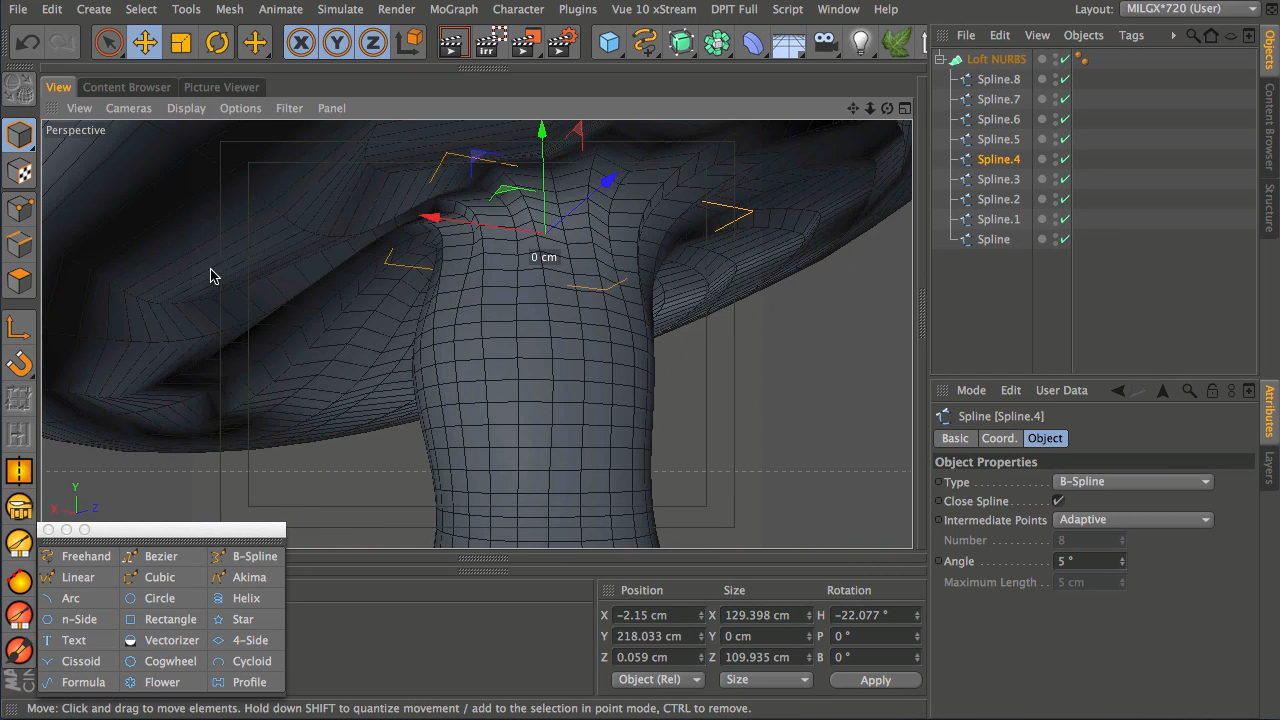 File Edit Create Select Tools Mesh Animate Simulate Render MoGraph Character Plugins Vue 10 xStream DPIT Full Script Window Help Layout: MILGX*720 (User)
File Edit View Objects Tags
View Content Browser Picture Viewer
View Cameras Display Options Filter Panel
Perspective
Loft NURBS
Spline.8
Spline.7
Spline.6
Spline.5
Spline.4
Spline.3
Spline.2
Spline.1
Spline
Objects
Content Browser
Structure
0 cm
Y
X Z
Mode Edit User Data
Spline [Spline.4]
Basic Coord. Object
Object Properties
Type B-Spline
Close Spline
Intermediate Points Adaptive
Number 8
Angle 5 °
Maximum Length 5 cm
Attributes
Layers
Freehand Bezier B-Spline
Linear Cubic Akima
Arc Circle Helix
n-Side Rectangle Star
Text Vectorizer 4-Side
Cissoid Cogwheel Cycloid
Formula Flower Profile
Position Size Rotation
X -2.15 cm X 129.398 cm H -22.077 °
Y 218.033 cm Y 0 cm P 0 °
Z 0.059 cm Z 109.935 cm B 0 °
Object (Rel) Size Apply
Move: Click and drag to move elements. Hold down SHIFT to quantize movement / add to the selection in point mode, CTRL to remove.